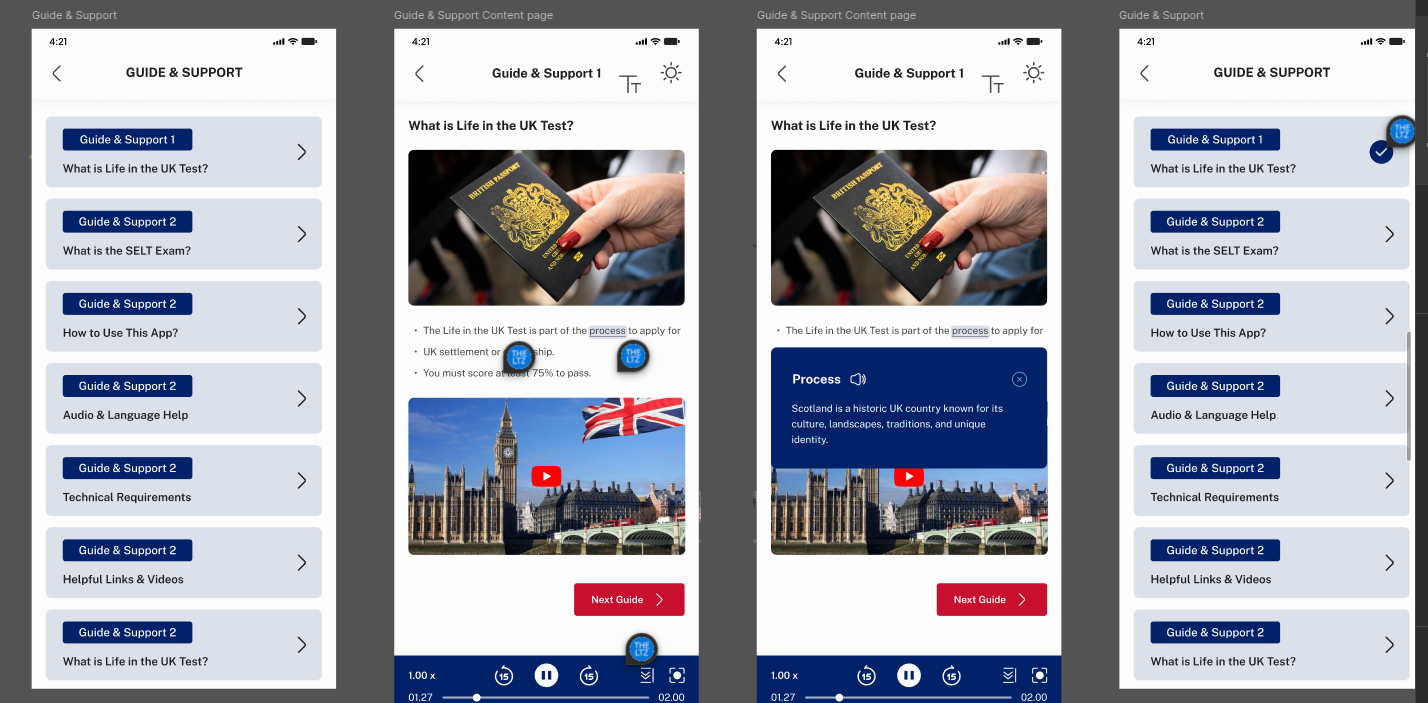 Guide & Support
4:21
GUIDE & SUPPORT
Guide & Support 1
What is Life in the UK Test?
Guide & Support 2
What is the SELT Exam?
Guide & Support 2
How to Use This App?
Guide & Support 2
Audio & Language Help
Guide & Support 2
Technical Requirements
Guide & Support 2
Helpful Links & Videos
Guide & Support 2
What is Life in the UK Test?
Guide & Support Content page
4:21
Guide & Support 1
TT
What is Life in the UK Test?
BRITISH PASSPORT
• The Life in the UK Test is part of the process to apply for
• UK settlement or ship.
THE LTZ
THE LTZ
• You must score at least 75% to pass.
Next Guide
THE LTZ
1.00 x
15
15
01.27
02.00
Guide & Support Content page
4:21
Guide & Support 1
TT
What is Life in the UK Test?
BRITISH PASSPORT
• The Life in the UK Test is part of the process to apply for
Process
Scotland is a historic UK country known for its
culture, landscapes, traditions, and unique
identity.
Next Guide
1.00 x
15
15
01.27
02.00
Guide & Support
4:21
GUIDE & SUPPORT
THE LTZ
Guide & Support 1
What is Life in the UK Test?
Guide & Support 2
What is the SELT Exam?
Guide & Support 2
How to Use This App?
Guide & Support 2
Audio & Language Help
Guide & Support 2
Technical Requirements
Guide & Support 2
Helpful Links & Videos
Guide & Support 2
What is Life in the UK Test?